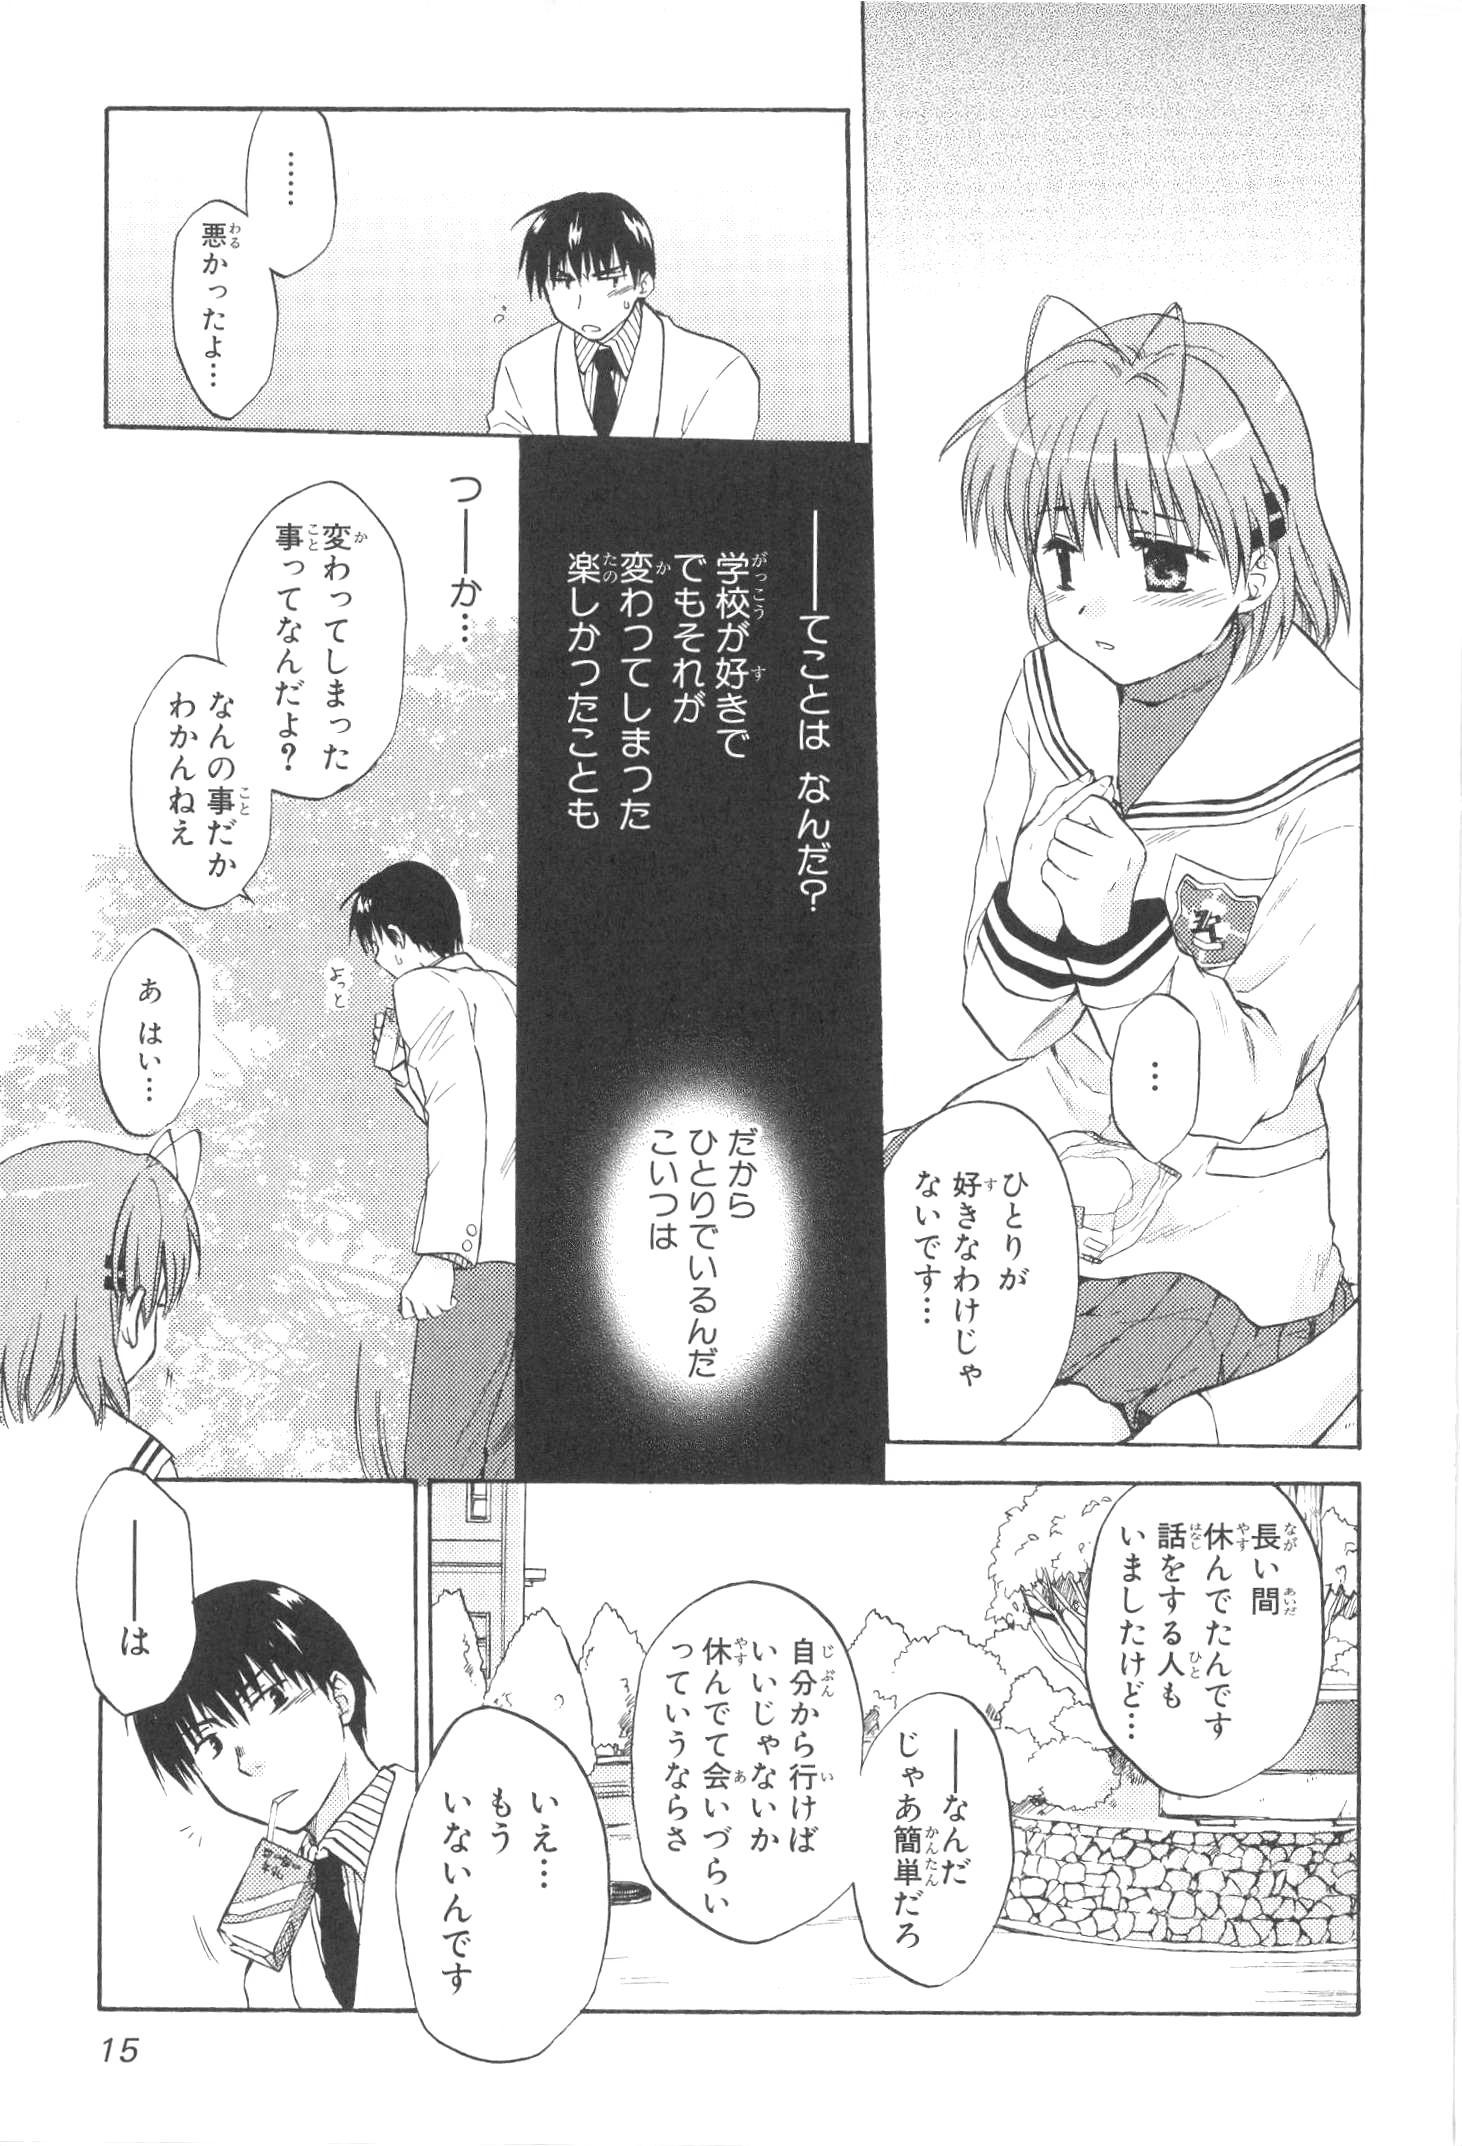 …
ひとりが
好きなわけじゃ
ないです…
……
悪かったよ…
━━てことは なんだ?
学校が好きで
でもそれが
変わってしまった
楽しかったことも
だから
ひとりでいるんだ
こいつは
つーか…
変わってしまった
事ってなんだよ?
なんの事だか
わかんねえ
よっと
あ はい…
長い間
休んでたんです
話をする人も
いましたけど…
━━なんだ
じゃあ簡単だろ
自分から行けば
いいじゃないか
休んでて会いづらい
っていうならさ
いえ…
もう
いないんです
━━は
15